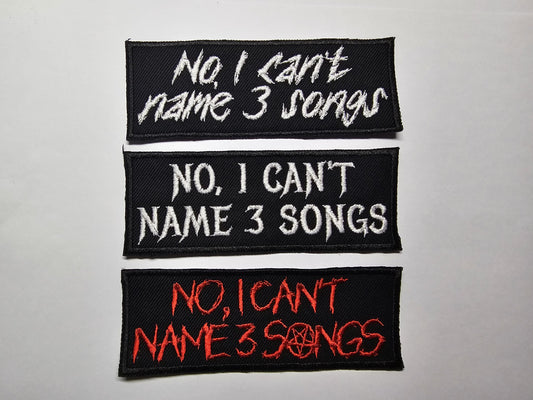 No, I can't
name 3 songs
NO, I CAN'T
NAME 3 SONGS
NO, I CAN'T
NAME 3 SONGS